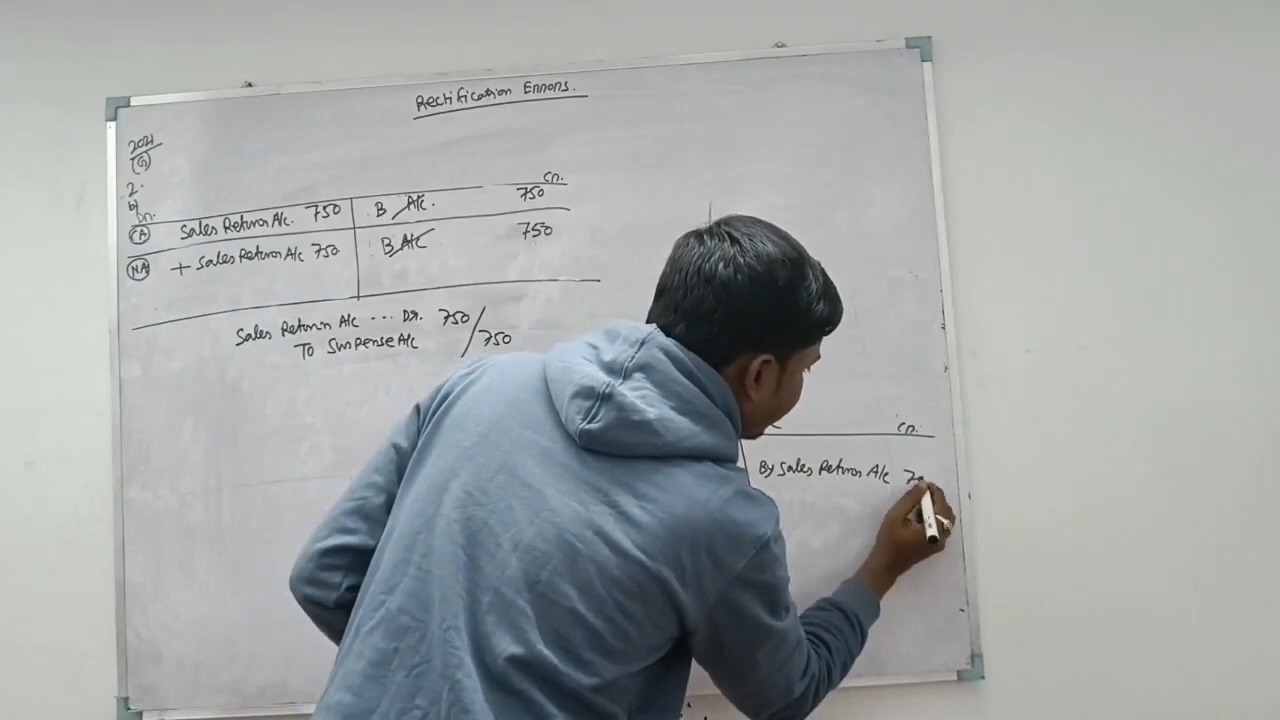 Rectification Errors.
2021
(G)
2.
b)
Dr. Cr.
(CA) Sales Return A/c. 750 B A/c. 750
(NA) + Sales Return A/c 750 B A/c 750
Sales Return A/c ... Dr. 750
To Suspense A/c 750
Cr.
By Sales Return A/c